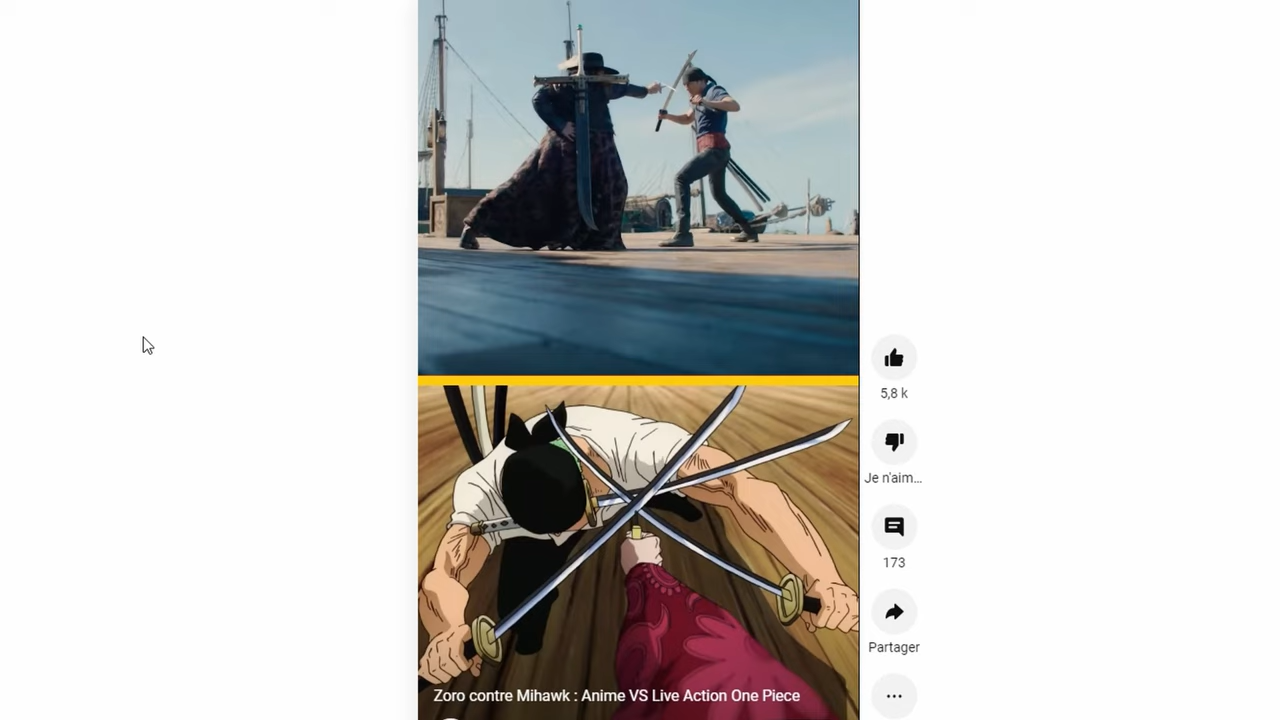 5,8 k
Je n'aim...
173
Partager
Zoro contre Mihawk : Anime VS Live Action One Piece